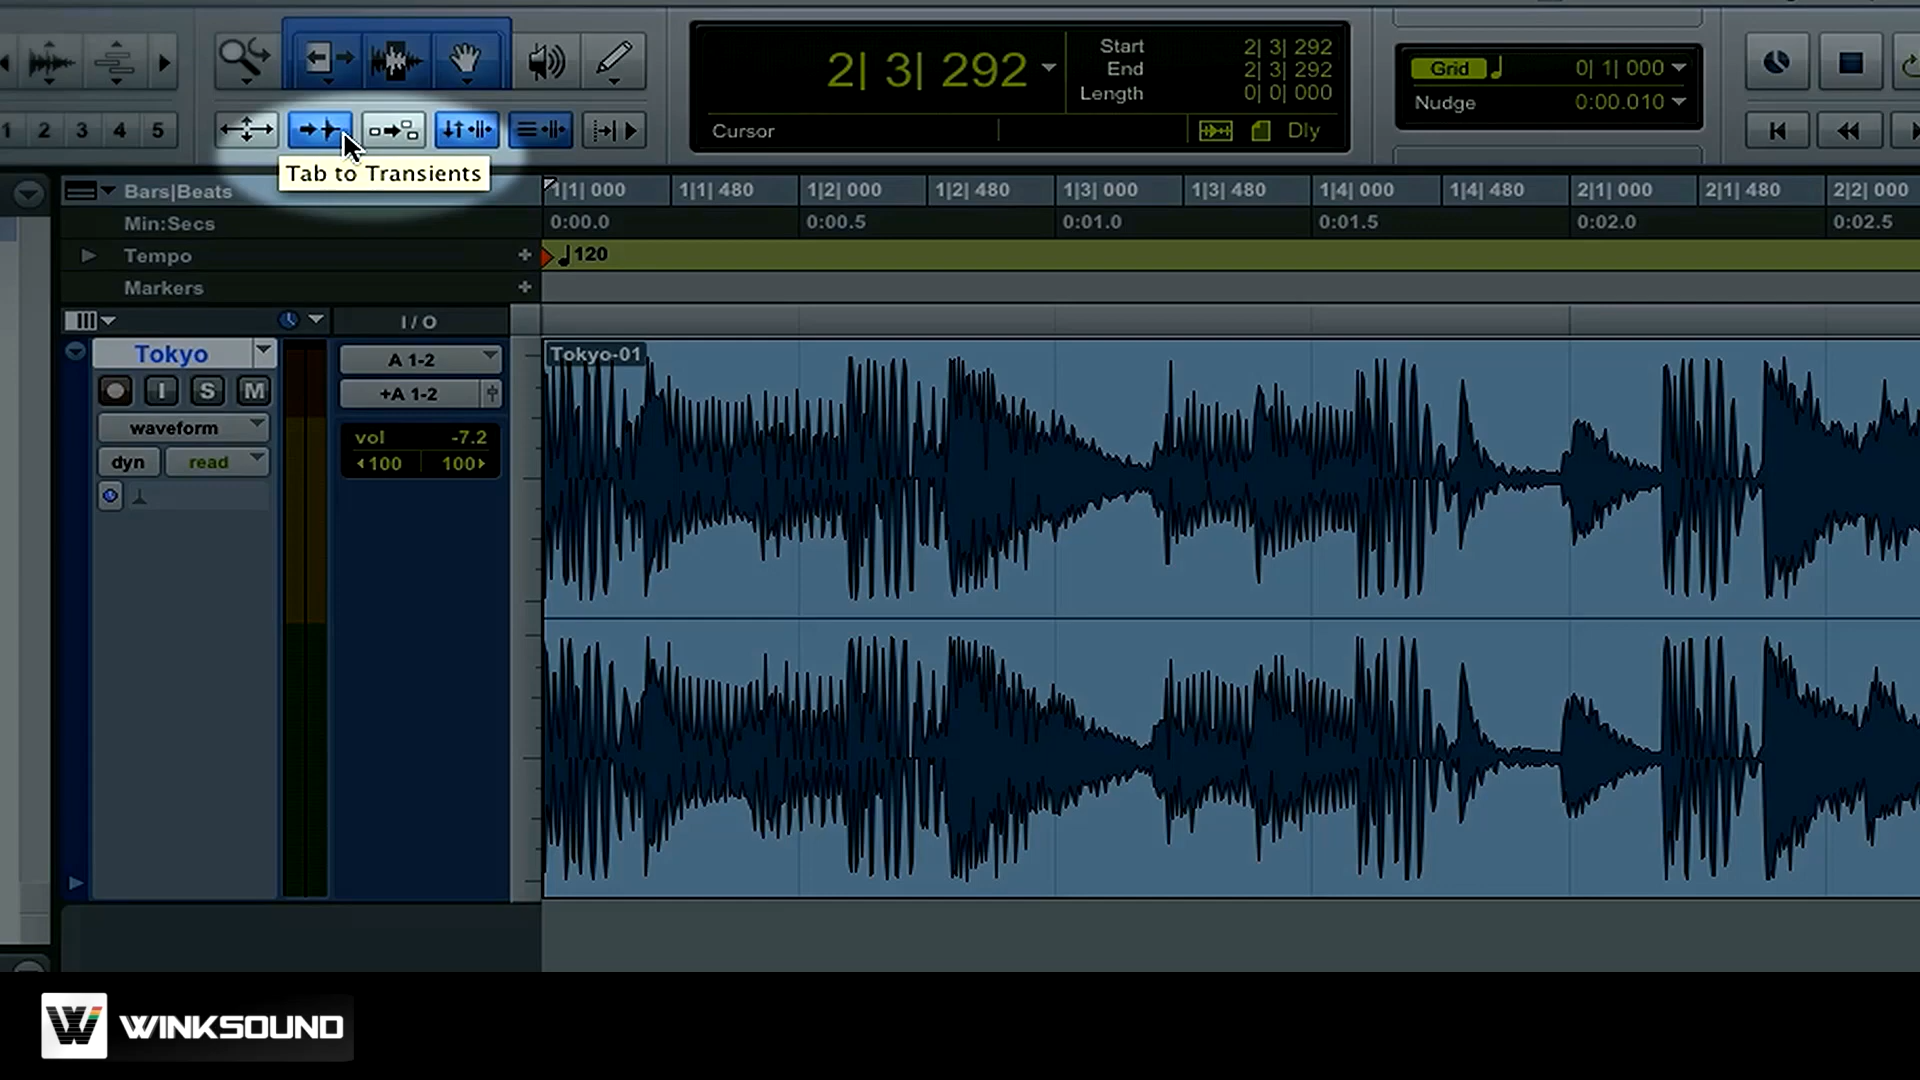 2| 3| 292
Start 2| 3| 292
End 2| 3| 292
Length 0| 0| 000
Cursor
Dly
Grid 0| 1| 000
Nudge 0:00.010
1 2 3 4 5
Tab to Transients
Bars|Beats
1|1| 000 1|1| 480 1|2| 000 1|2| 480 1|3| 000 1|3| 480 1|4| 000 1|4| 480 2|1| 000 2|1| 480 2|2| 000
Min:Secs
0:00.0 0:00.5 0:01.0 0:01.5 0:02.0 0:02.5
Tempo +
120
Markers +
I / O
Tokyo
A 1-2
Tokyo-01
I S M
+A 1-2
waveform
vol -7.2
dyn read
100 100
WINKSOUND